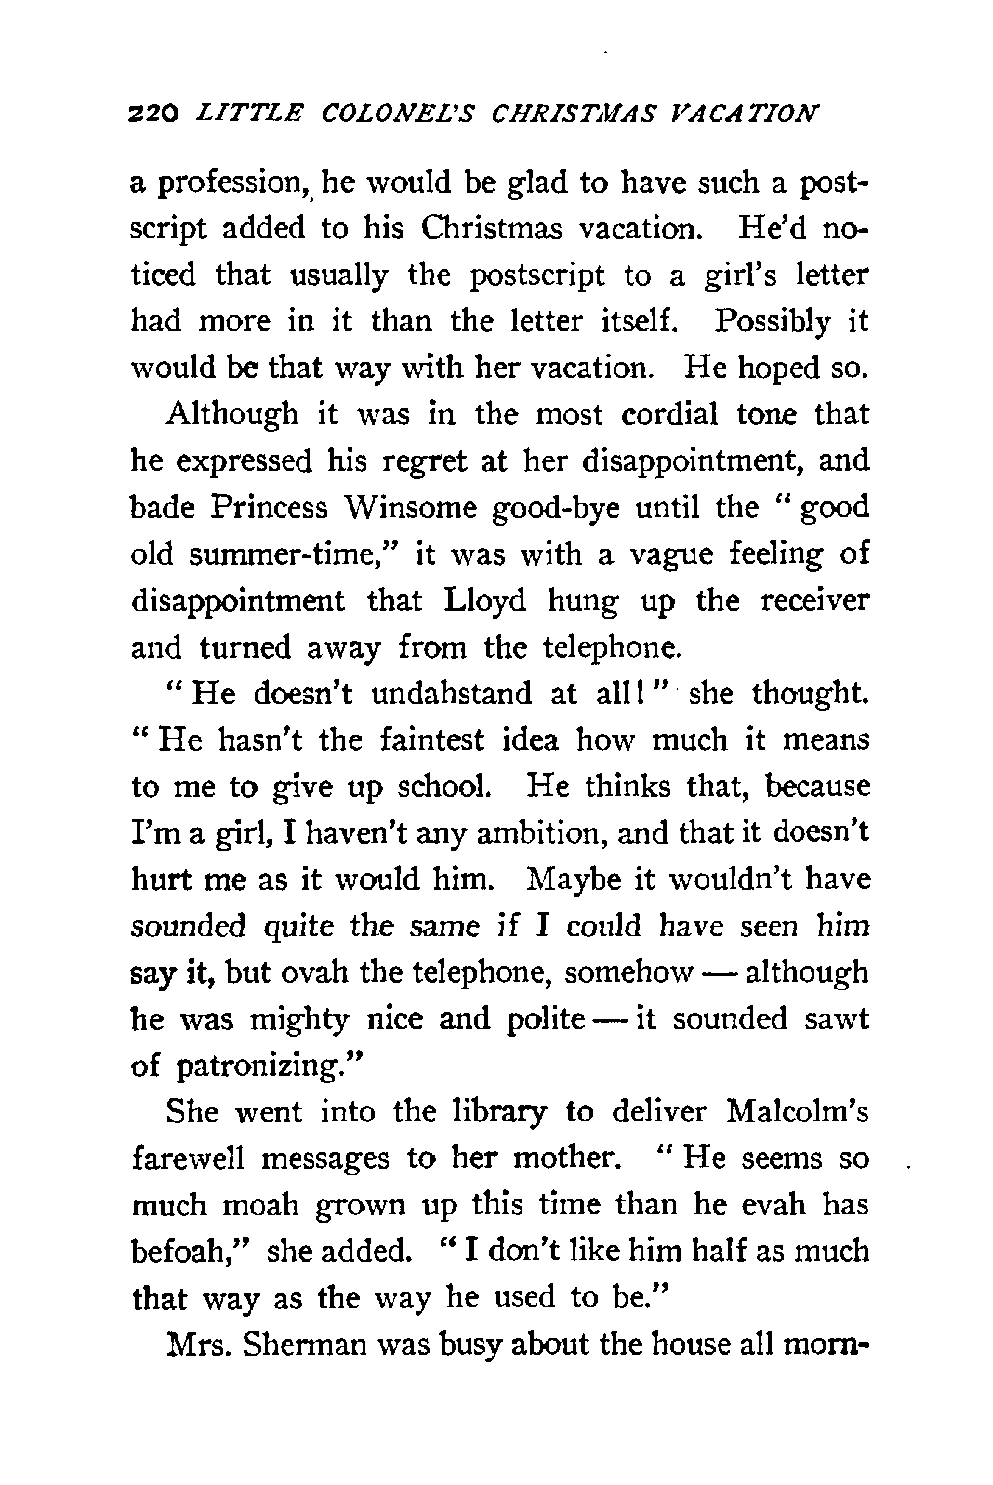 220 LITTLE COLONEL'S CHRISTMAS VACATION
a profession, he would be glad to have such a post-
script added to his Christmas vacation. He'd no-
ticed that usually the postscript to a girl's letter
had more in it than the letter itself. Possibly it
would be that way with her vacation. He hoped so.
Although it was in the most cordial tone that
he expressed his regret at her disappointment, and
bade Princess Winsome good-bye until the " good
old summer-time," it was with a vague feeling of
disappointment that Lloyd hung up the receiver
and turned away from the telephone.
" He doesn't undahstand at all! " she thought.
" He hasn't the faintest idea how much it means
to me to give up school. He thinks that, because
I'm a girl, I haven't any ambition, and that it doesn't
hurt me as it would him. Maybe it wouldn't have
sounded quite the same if I could have seen him
say it, but ovah the telephone, somehow — although
he was mighty nice and polite — it sounded sawt
of patronizing."
She went into the library to deliver Malcolm's
farewell messages to her mother. " He seems so
much moah grown up this time than he evah has
befoah," she added. " I don't like him half as much
that way as the way he used to be."
Mrs. Sherman was busy about the house all morn-